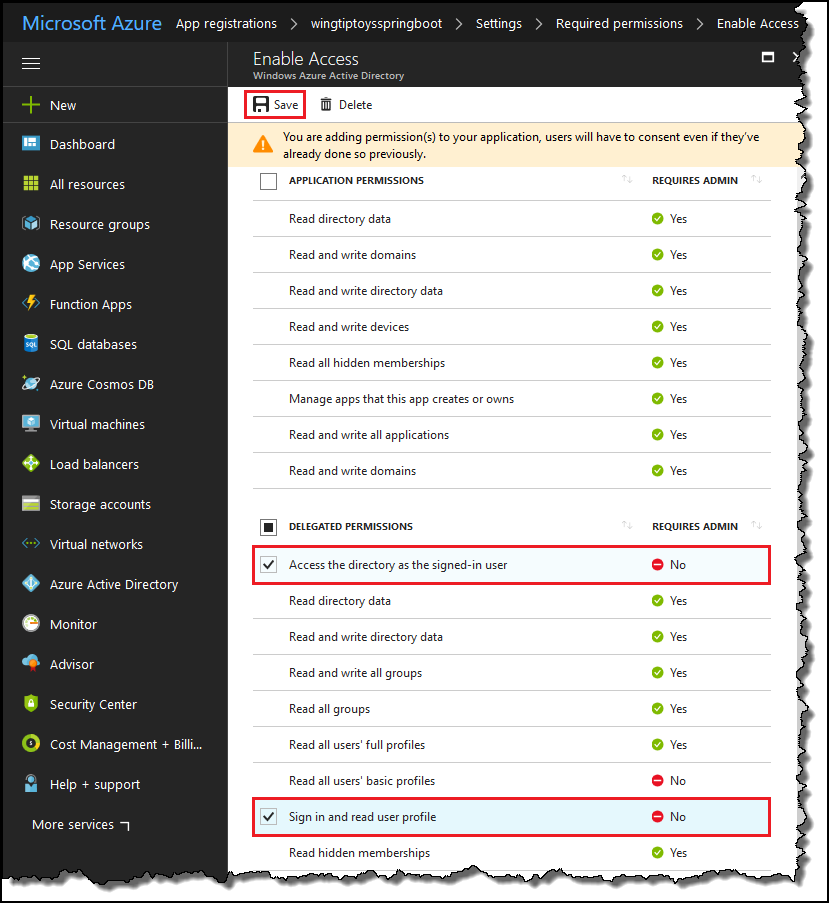 Microsoft Azure App registrations > wingtiptoysspringboot > Settings > Required permissions > Enable Access
Enable Access
Windows Azure Active Directory
Save Delete
You are adding permission(s) to your application, users will have to consent even if they've
already done so previously.
New
Dashboard
All resources
Resource groups
App Services
Function Apps
SQL databases
Azure Cosmos DB
Virtual machines
Load balancers
Storage accounts
Virtual networks
Azure Active Directory
Monitor
Advisor
Security Center
Cost Management + Billi...
Help + support
More services
APPLICATION PERMISSIONS REQUIRES ADMIN
Read directory data Yes
Read and write domains Yes
Read and write directory data Yes
Read and write devices Yes
Read all hidden memberships Yes
Manage apps that this app creates or owns Yes
Read and write all applications Yes
Read and write domains Yes
DELEGATED PERMISSIONS REQUIRES ADMIN
Access the directory as the signed-in user No
Read directory data Yes
Read and write directory data Yes
Read and write all groups Yes
Read all groups Yes
Read all users' full profiles Yes
Read all users' basic profiles No
Sign in and read user profile No
Read hidden memberships Yes